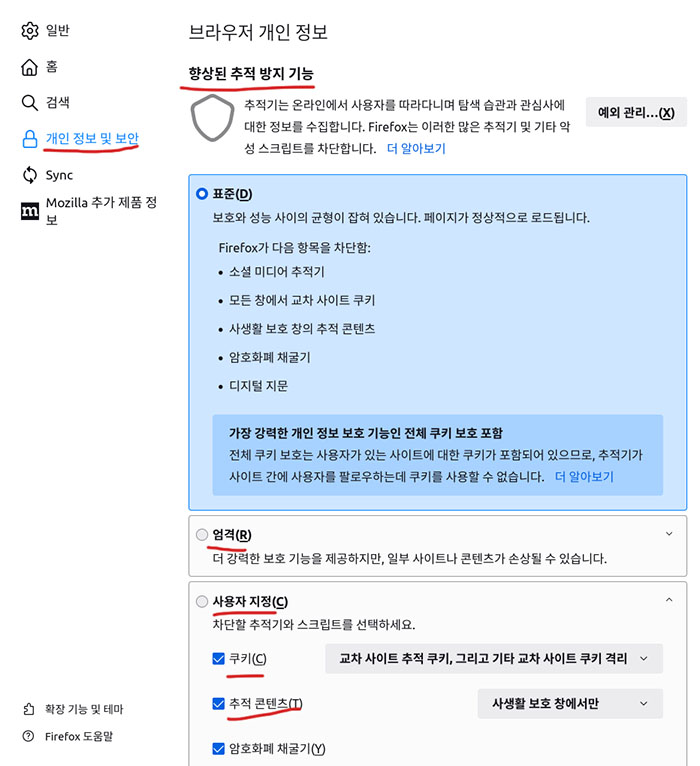 일반
홈
검색
개인 정보 및 보안
Sync
Mozilla 추가 제품 정
보
확장 기능 및 테마
Firefox 도움말
브라우저 개인 정보
향상된 추적 방지 기능
추적기는 온라인에서 사용자를 따라다니며 탐색 습관과 관심사에
대한 정보를 수집합니다. Firefox는 이러한 많은 추적기 및 기타 악
성 스크립트를 차단합니다. 더 알아보기
예외 관리...(X)
표준(D)
보호와 성능 사이의 균형이 잡혀 있습니다. 페이지가 정상적으로 로드됩니다.
Firefox가 다음 항목을 차단함:
• 소셜 미디어 추적기
• 모든 창에서 교차 사이트 쿠키
• 사생활 보호 창의 추적 콘텐츠
• 암호화폐 채굴기
• 디지털 지문
가장 강력한 개인 정보 보호 기능인 전체 쿠키 보호 포함
전체 쿠키 보호는 사용자가 있는 사이트에 대한 쿠키가 포함되어 있으므로, 추적기가
사이트 간에 사용자를 팔로우하는데 쿠키를 사용할 수 없습니다. 더 알아보기
엄격(R)
더 강력한 보호 기능을 제공하지만, 일부 사이트나 콘텐츠가 손상될 수 있습니다.
사용자 지정(C)
차단할 추적기와 스크립트를 선택하세요.
쿠키(C) 교차 사이트 추적 쿠키, 그리고 기타 교차 사이트 쿠키 격리
추적 콘텐츠(T) 사생활 보호 창에서만
암호화폐 채굴기(Y)